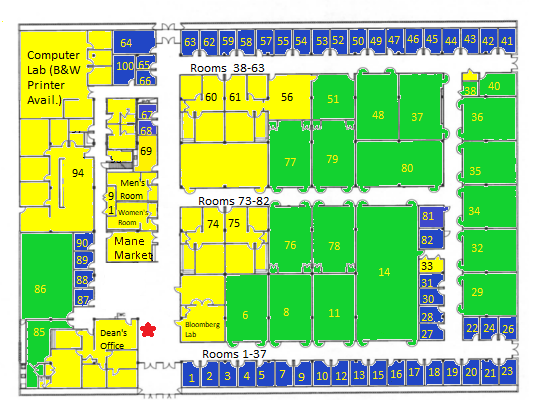 63 62 59 58 57 55 54 53 52 50 49 47 46 45 44 43 42 41
64
Computer
Lab (B&W
Printer
Avail.)
100 65
66
Rooms 38-63
60 61 56 51 48 37 38 40
67
68
69
36
77 79 80
35
94
Men's
Room
9
1
Women's
Room
Rooms 73-82
74 75 76 78 14 81
82
34
Mane
Market
90
89
88
87
32
33
31
30
28
27
29
86
6 8 11
85
Dean's
Office
Bloomberg
Lab
22 24 26
Rooms 1-37
1 2 3 4 5 7 9 10 12 13 15 16 17 18 19 20 21 23